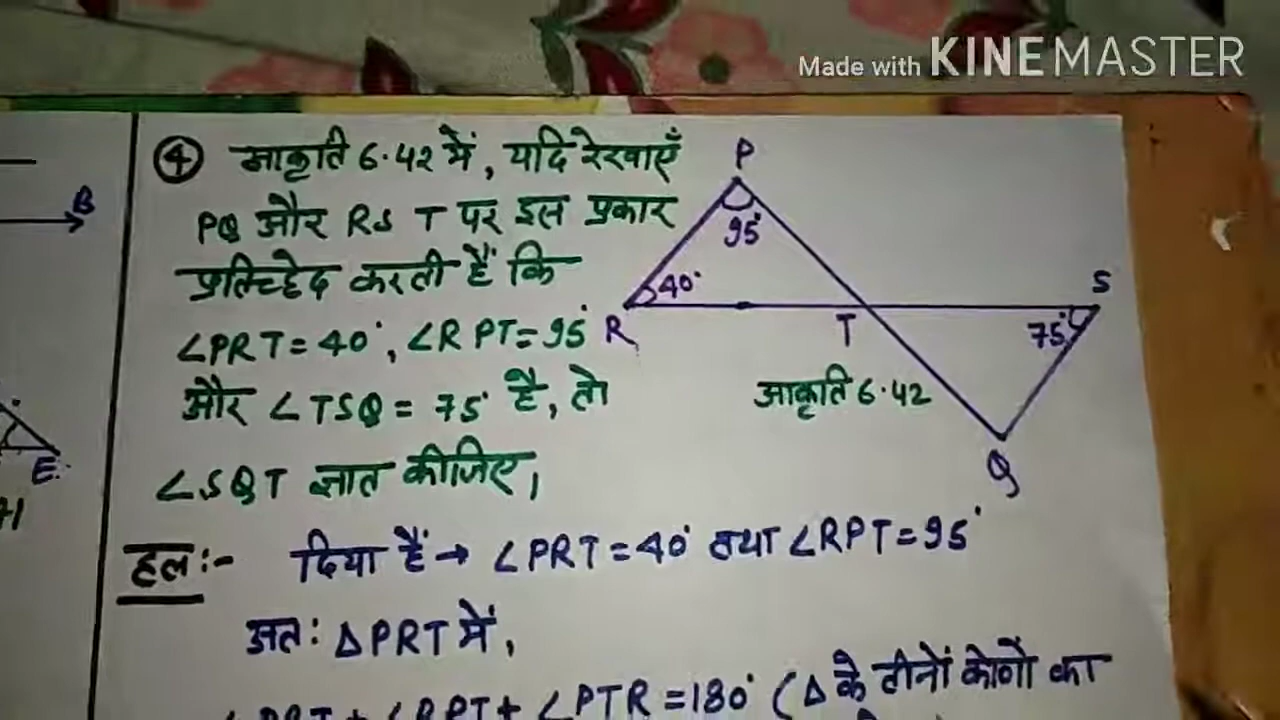 Made with KINEMASTER
④ आकृति 6.42 में, यदि रेखाएँ
PQ और RS T पर इस प्रकार
प्रतिच्छेद करती हैं कि
∠PRT = 40°, ∠RPT = 95°
और ∠TSQ = 75° है, तो
∠SQT ज्ञात कीजिए,
P
95°
40°
R
T
S
75°
Q
आकृति 6.42
B
E
हल:- दिया हैं → ∠PRT = 40° तथा ∠RPT = 95°
अत: ΔPRT में,
∠PRT + ∠RPT + ∠PTR = 180° (Δ के तीनों कोणों का